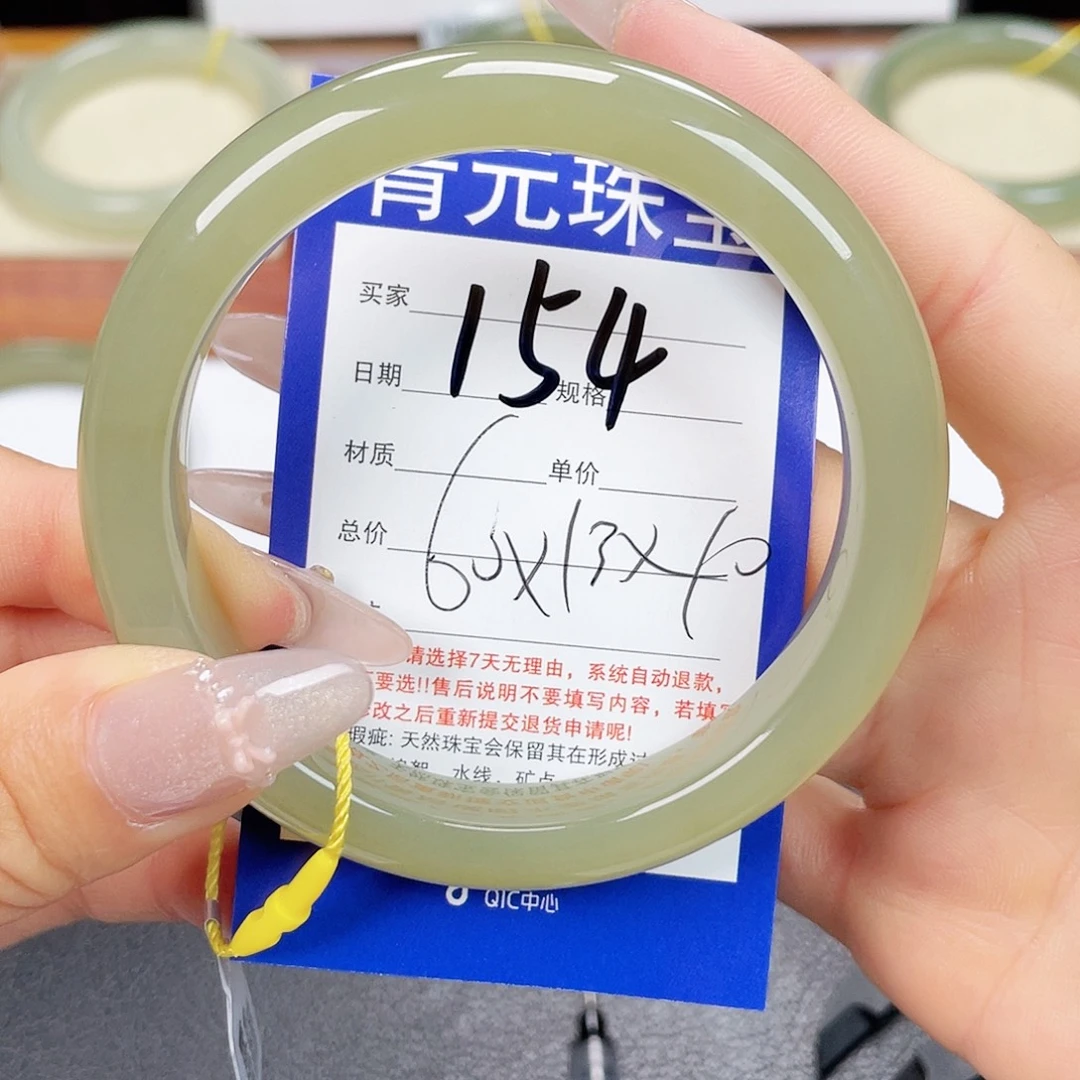 青元珠宝
买家
154
日期 规格
材质 单价
总价
60x13x10
请选择7天无理由，系统自动退款，
要选!!售后说明不要填写内容，若填写
改之后重新提交退货申请呢!
瑕疵: 天然珠宝会保留其在形成过
棉絮、水线、矿点
QIC中心